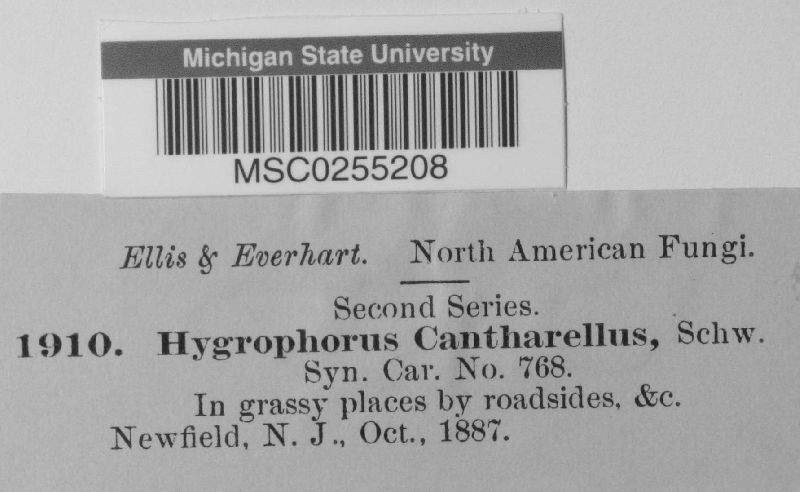 Michigan State University
MSC0255208
Ellis & Everhart. North American Fungi.
Second Series.
1910. Hygrophorus Cantharellus, Schw.
Syn. Car. No. 768.
In grassy places by roadsides, &c.
Newfield, N. J., Oct., 1887.